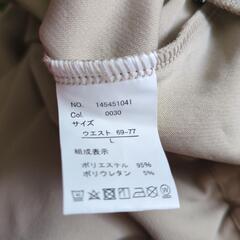 NO. 145451041
Col. 0030
サイズ
ウエスト 69-77
L
組成表示
ポリエステル 95%
ポリウレタン 5%